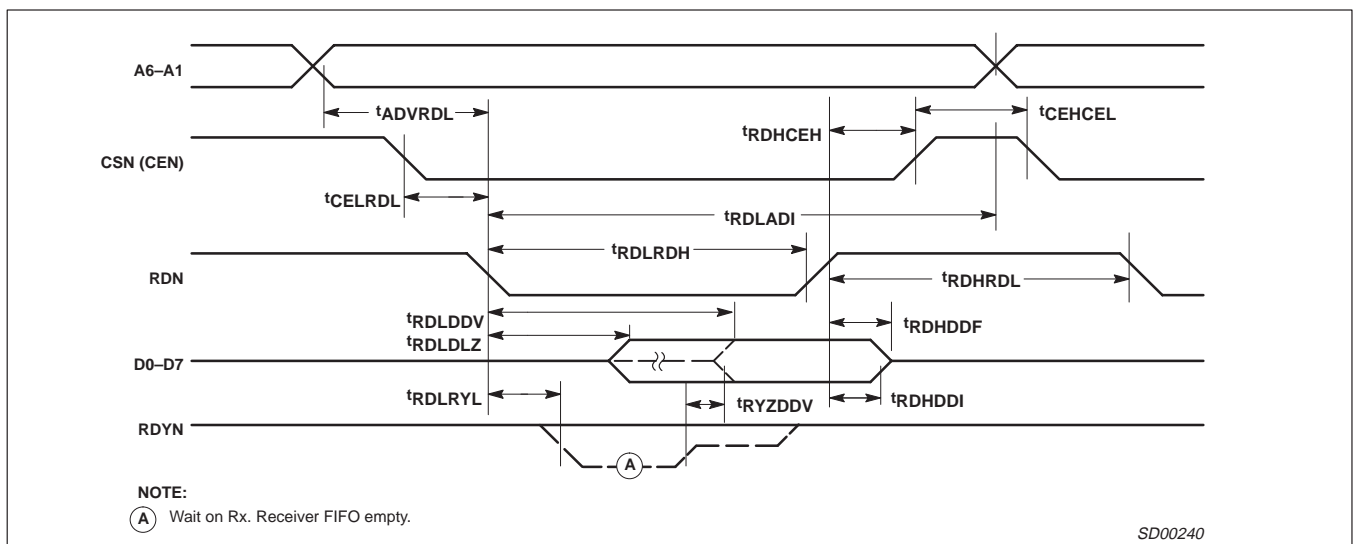 A6–A1
tADVRDL
tCEHCEL
tRDHCEH
CSN (CEN)
tCELRDL
tRDLADI
tRDLRDH
RDN
tRDHRDL
tRDLDDV
tRDHDDF
tRDLDLZ
D0–D7
tRDLRYL
tRYZDDV
tRDHDDI
RDYN
A
NOTE:
A Wait on Rx. Receiver FIFO empty.
SD00240